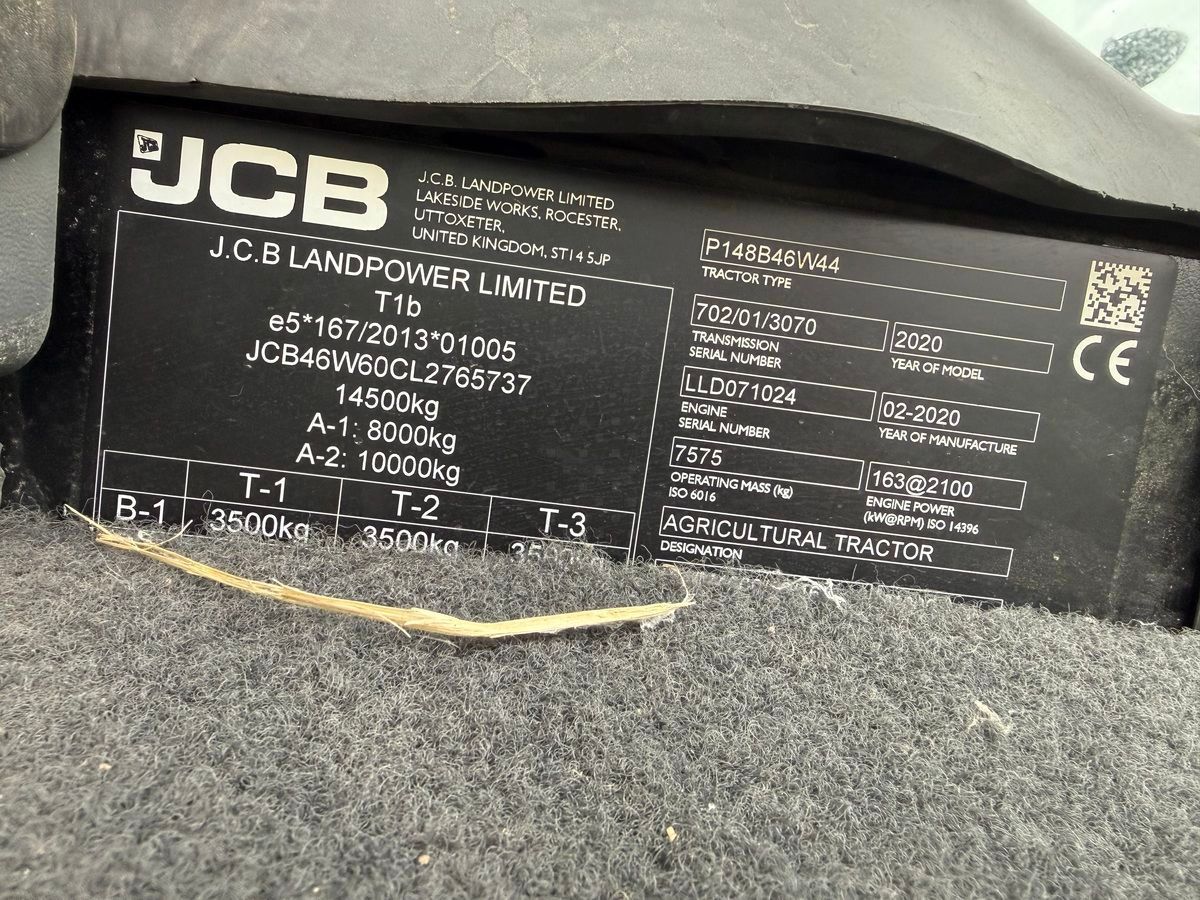 JCB
J.C.B. LANDPOWER LIMITED
LAKESIDE WORKS, ROCESTER,
UTTOXETER,
UNITED KINGDOM, ST14 5JP
J.C.B LANDPOWER LIMITED
T1b
e5*167/2013*01005
JCB46W60CL2765737
14500kg
A-1: 8000kg
A-2: 10000kg
T-1 T-2 T-3
B-1 3500kg 3500kg
P148B46W44
TRACTOR TYPE
702/01/3070
TRANSMISSION
SERIAL NUMBER
2020
YEAR OF MODEL
LLD071024
ENGINE
SERIAL NUMBER
02-2020
YEAR OF MANUFACTURE
7575
OPERATING MASS (kg)
ISO 6016
163@2100
ENGINE POWER
(kW@RPM) ISO 14396
AGRICULTURAL TRACTOR
DESIGNATION
CE